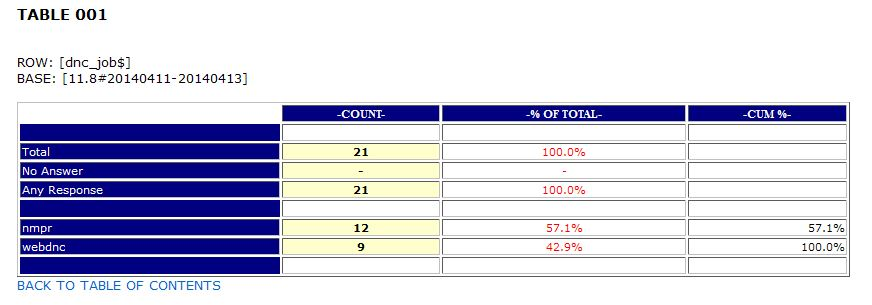 TABLE 001
ROW: [dnc_job$]
BASE: [11.8#20140411-20140413]
-COUNT- -% OF TOTAL- -CUM %-
Total 21 100.0%
No Answer - -
Any Response 21 100.0%
nmpr 12 57.1% 57.1%
webdnc 9 42.9% 100.0%
BACK TO TABLE OF CONTENTS